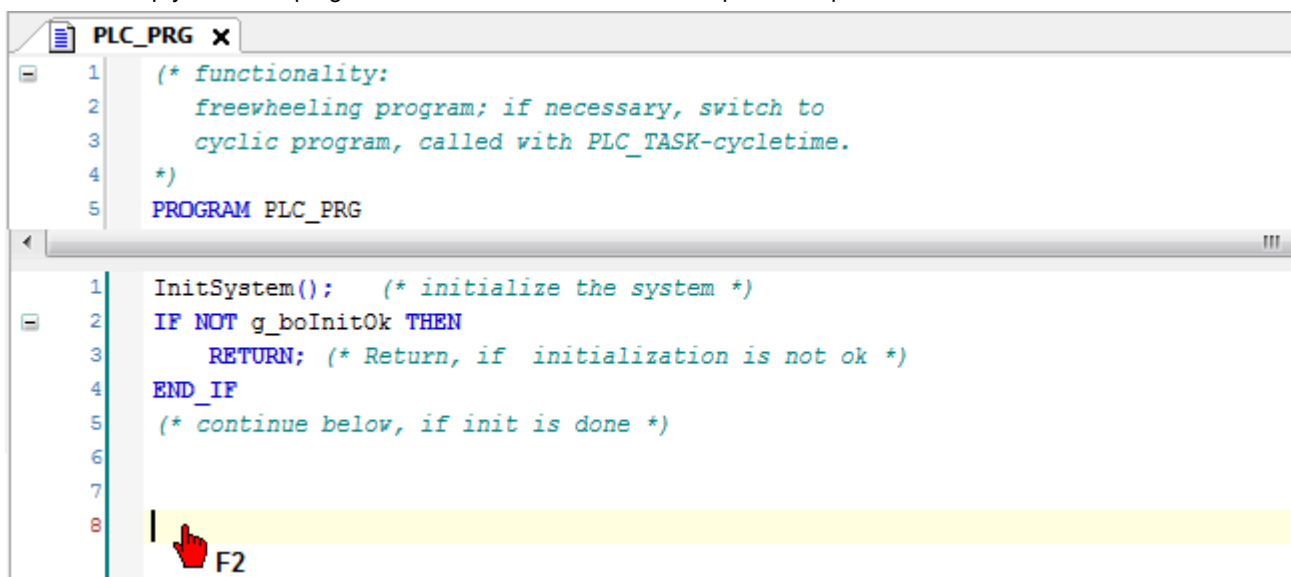 PLC_PRG X
1 (* functionality:
2 freewheeling program; if necessary, switch to
3 cyclic program, called with PLC_TASK-cycletime.
4 *)
5 PROGRAM PLC_PRG
1 InitSystem(); (* initialize the system *)
2 IF NOT g_boInitOk THEN
3 RETURN; (* Return, if initialization is not ok *)
4 END_IF
5 (* continue below, if init is done *)
6
7
8
F2